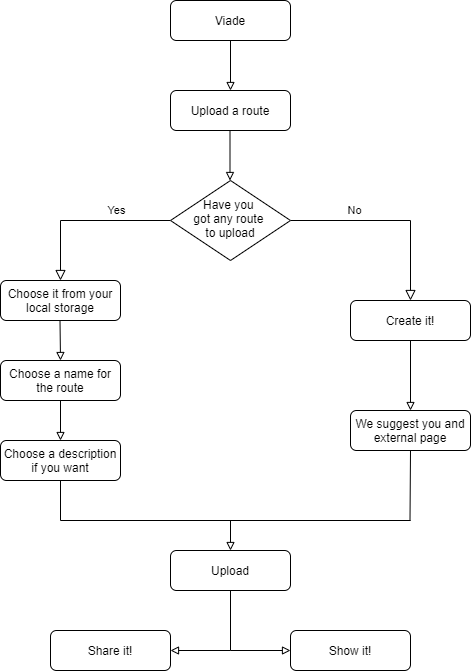 Viade
Upload a route
Have you
got any route
to upload
Yes
No
Choose it from your
local storage
Create it!
Choose a name for
the route
We suggest you and
external page
Choose a description
if you want
Upload
Share it!
Show it!